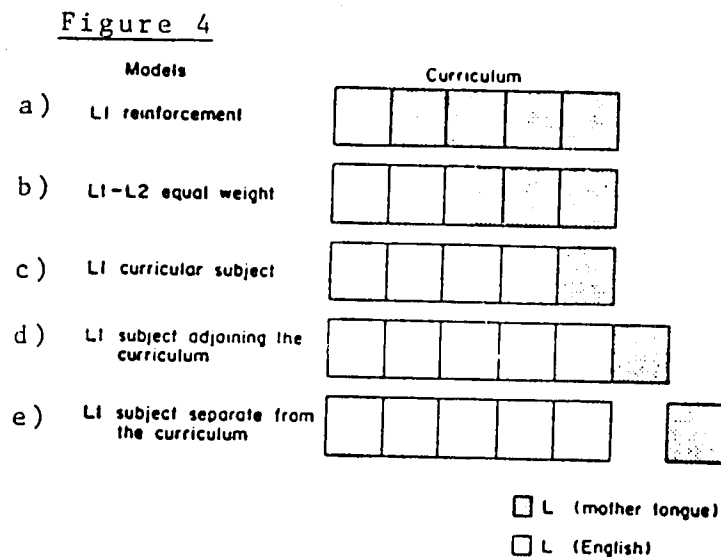 Figure 4
Models Curriculum
a) L1 reinforcement
b) L1-L2 equal weight
c) L1 curricular subject
d) L1 subject adjoining the
curriculum
e) L1 subject separate from
the curriculum
L (mother tongue)
L (English)